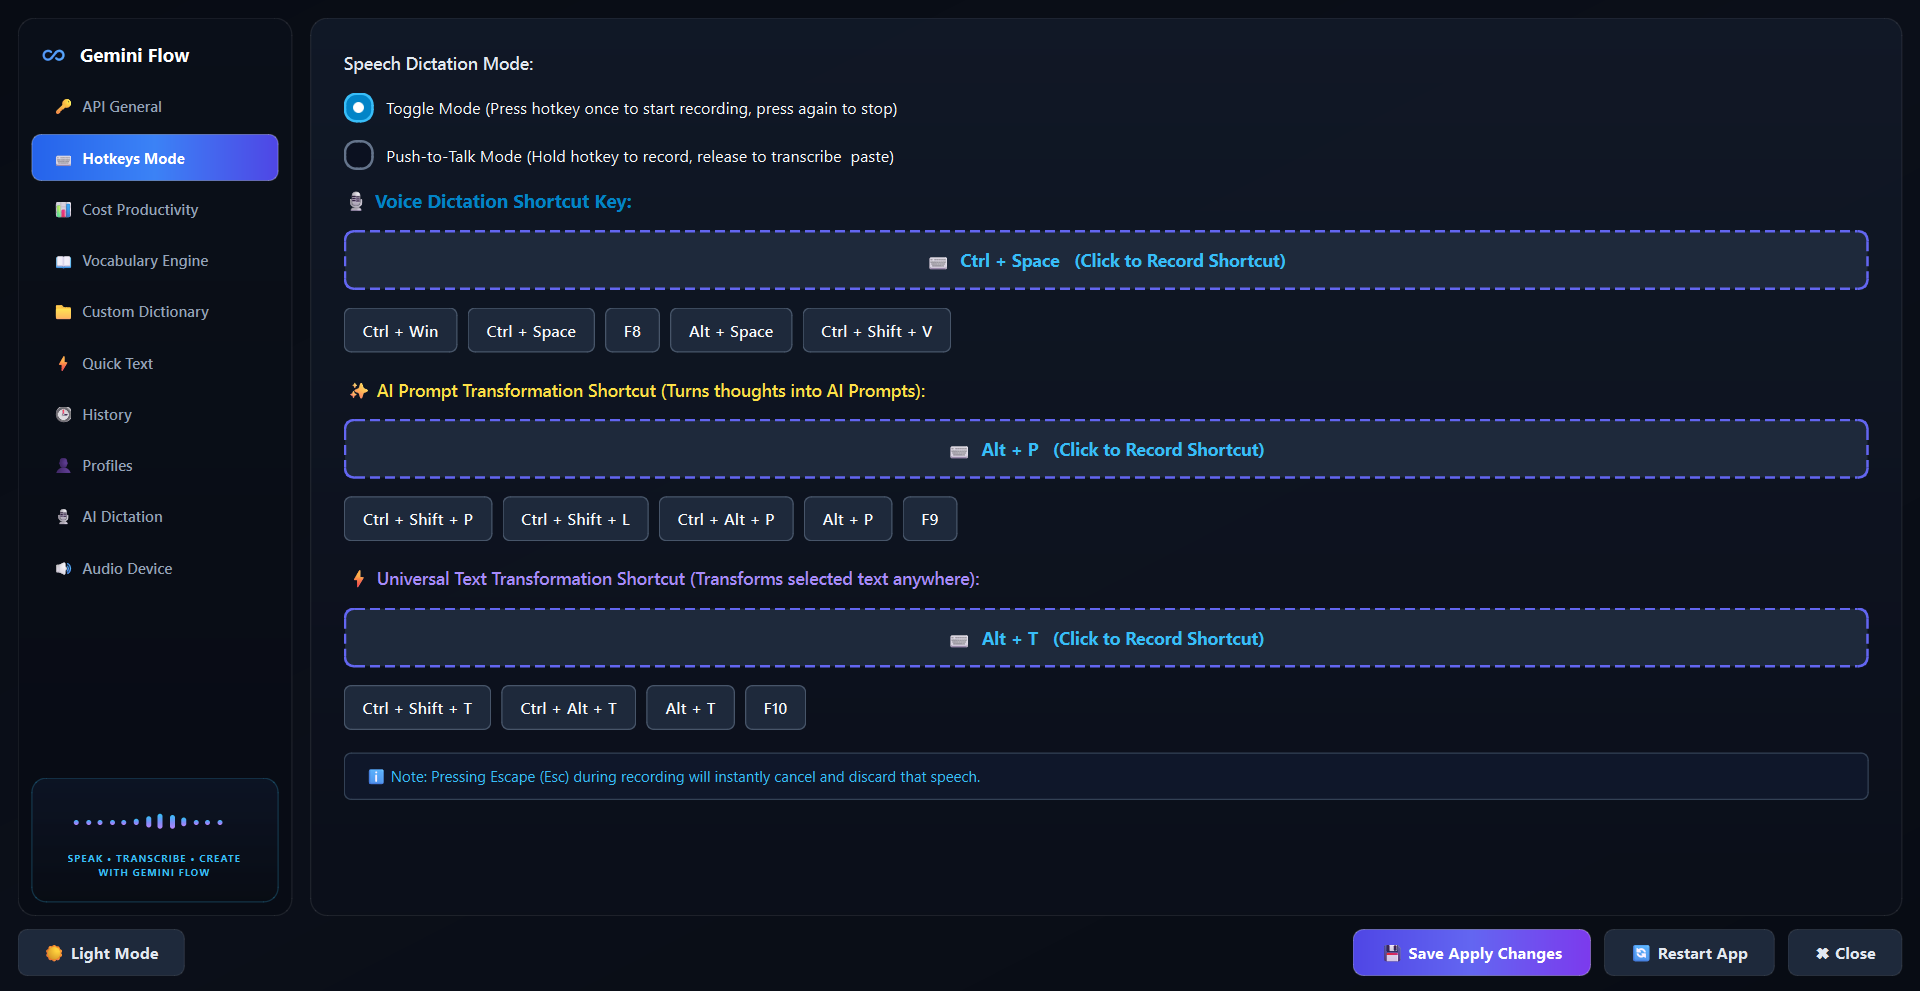 Gemini Flow
API General
Hotkeys Mode
Cost Productivity
Vocabulary Engine
Custom Dictionary
Quick Text
History
Profiles
AI Dictation
Audio Device
SPEAK • TRANSCRIBE • CREATE
WITH GEMINI FLOW
Speech Dictation Mode:
Toggle Mode (Press hotkey once to start recording, press again to stop)
Push-to-Talk Mode (Hold hotkey to record, release to transcribe  paste)
Voice Dictation Shortcut Key:
Ctrl + Space (Click to Record Shortcut)
Ctrl + Win Ctrl + Space F8 Alt + Space Ctrl + Shift + V
AI Prompt Transformation Shortcut (Turns thoughts into AI Prompts):
Alt + P (Click to Record Shortcut)
Ctrl + Shift + P Ctrl + Shift + L Ctrl + Alt + P Alt + P F9
Universal Text Transformation Shortcut (Transforms selected text anywhere):
Alt + T (Click to Record Shortcut)
Ctrl + Shift + T Ctrl + Alt + T Alt + T F10
Note: Pressing Escape (Esc) during recording will instantly cancel and discard that speech.
Light Mode Save Apply Changes Restart App Close